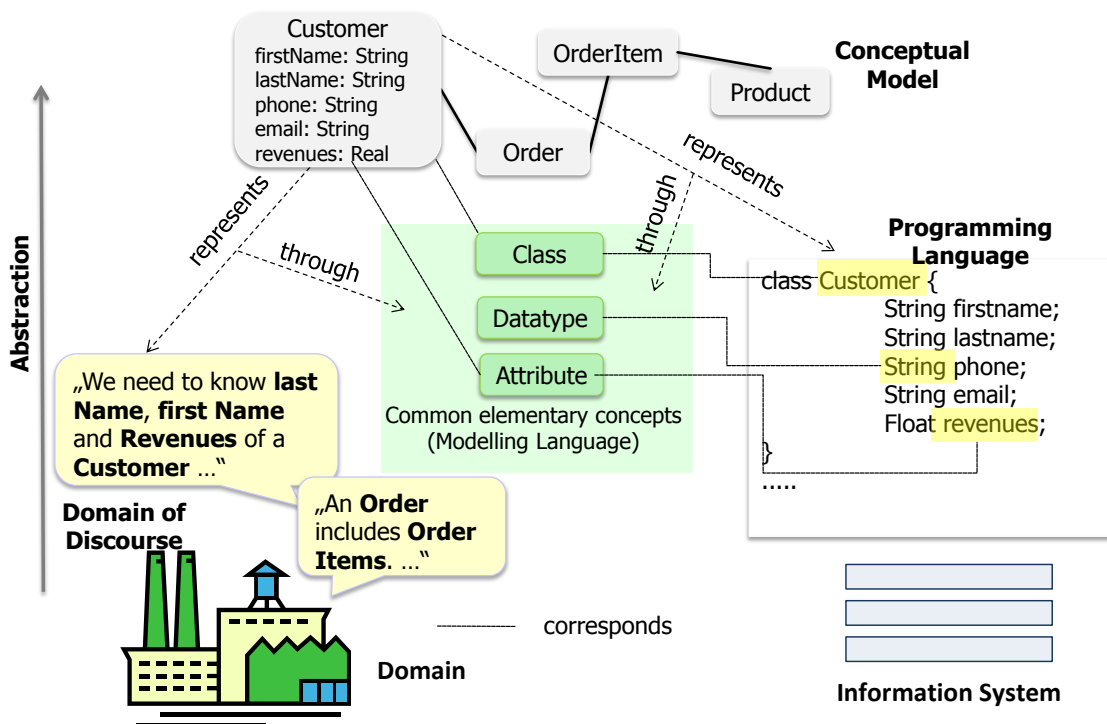 Customer
firstName: String
lastName: String
phone: String
email: String
revenues: Real
OrderItem
Product
Order
Conceptual
Model
Abstraction
represents
through
represents
through
Class
Datatype
Attribute
Common elementary concepts
(Modelling Language)
Programming
Language
class Customer {
String firstname;
String lastname;
String phone;
String email;
Float revenues;
}
.....
„We need to know last
Name, first Name
and Revenues of a
Customer …“
„An Order
includes Order
Items. …“
Domain of
Discourse
Domain
corresponds
Information System